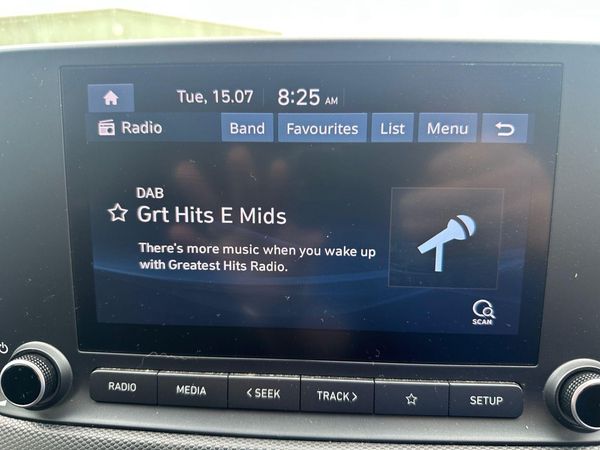 Tue, 15.07 8:25 AM
Radio Band Favourites List Menu
DAB
Grt Hits E Mids
There's more music when you wake up
with Greatest Hits Radio.
SCAN
RADIO MEDIA < SEEK TRACK > SETUP